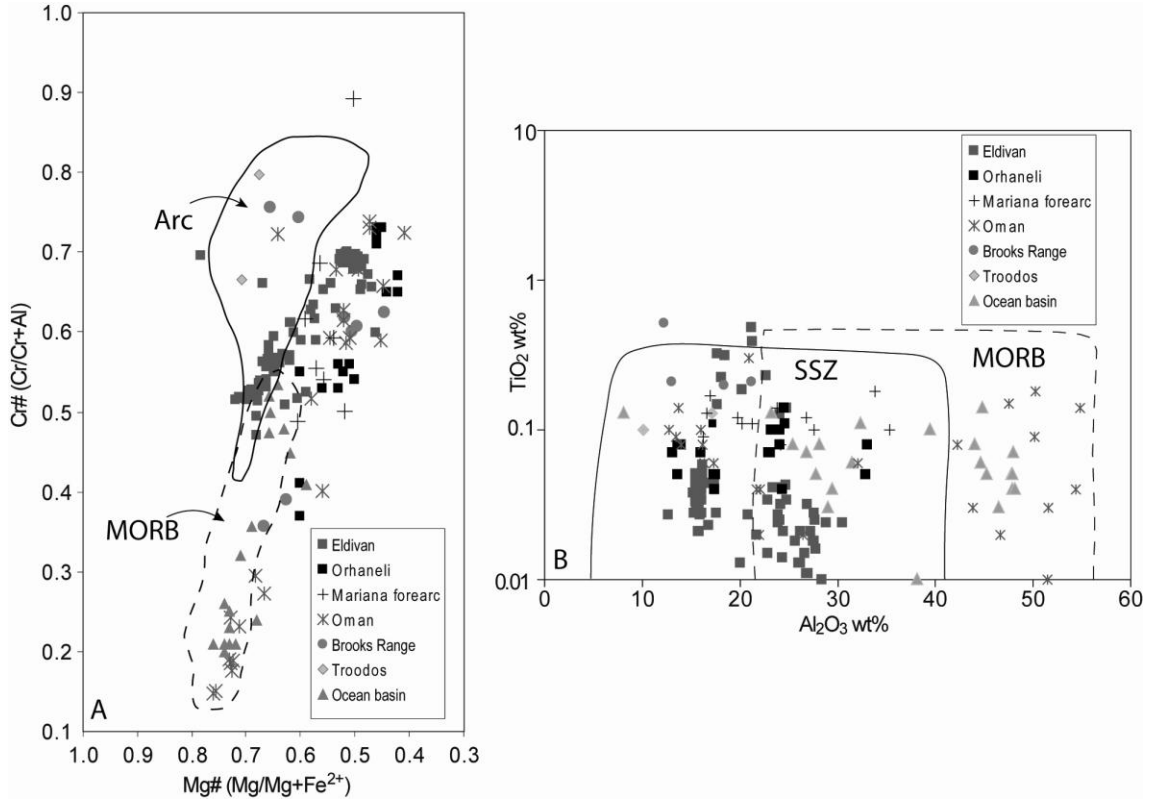 1.0
0.9
0.8
0.7
0.6
0.5
0.4
0.3
0.2
0.1
Cr# (Cr/Cr+Al)
1.0 0.9 0.8 0.7 0.6 0.5 0.4 0.3
Mg# (Mg/Mg+Fe²⁺)
Arc
MORB
A
Eldivan
Orhaneli
Mariana forearc
Oman
Brooks Range
Troodos
Ocean basin
10
1
0.1
0.01
TiO₂ wt%
0 10 20 30 40 50 60
Al₂O₃ wt%
SSZ
MORB
B
Eldivan
Orhaneli
Mariana forearc
Oman
Brooks Range
Troodos
Ocean basin